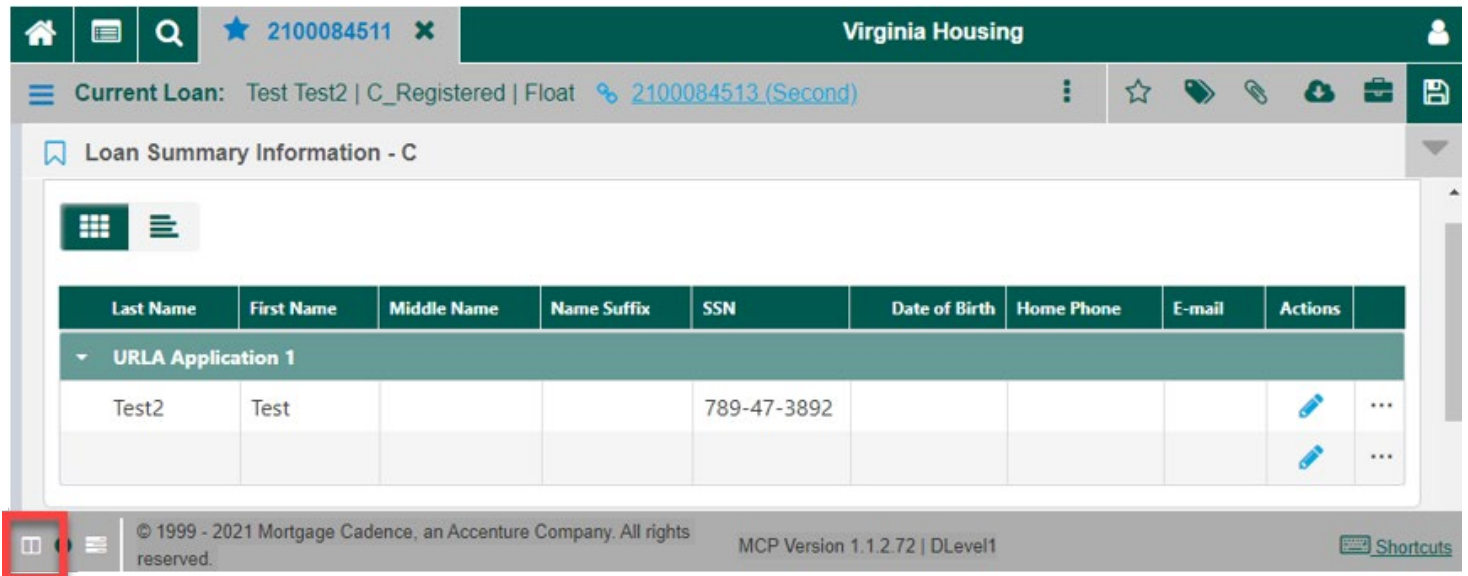 2100084511 Virginia Housing
Current Loan: Test Test2 | C_Registered | Float 2100084513 (Second)
Loan Summary Information - C
Last Name First Name Middle Name Name Suffix SSN Date of Birth Home Phone E-mail Actions
URLA Application 1
Test2 Test 789-47-3892
© 1999 - 2021 Mortgage Cadence, an Accenture Company. All rights
reserved.
MCP Version 1.1.2.72 | DLevel1
Shortcuts